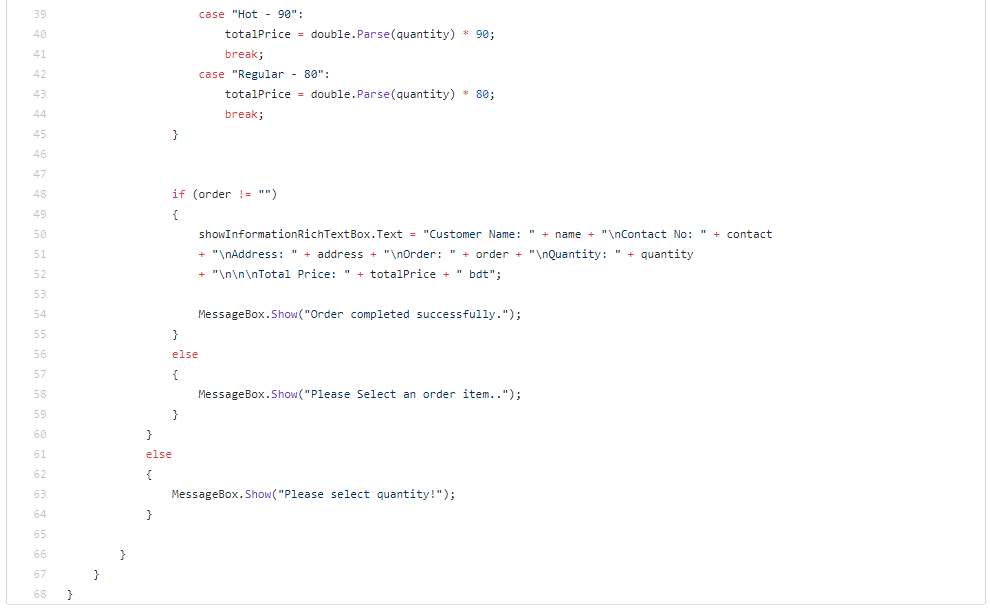 39 case "Hot - 90":
40 totalPrice = double.Parse(quantity) * 90;
41 break;
42 case "Regular - 80":
43 totalPrice = double.Parse(quantity) * 80;
44 break;
45 }
46
47
48 if (order != "")
49 {
50 showInformationRichTextBox.Text = "Customer Name: " + name + "\nContact No: " + contact
51 + "\nAddress: " + address + "\nOrder: " + order + "\nQuantity: " + quantity
52 + "\n\n\nTotal Price: " + totalPrice + " bdt";
53
54 MessageBox.Show("Order completed successfully.");
55 }
56 else
57 {
58 MessageBox.Show("Please Select an order item..");
59 }
60 }
61 else
62 {
63 MessageBox.Show("Please select quantity!");
64 }
65
66 }
67 }
68 }